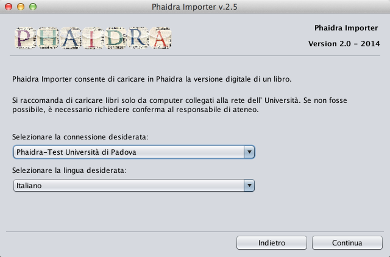 Phaidra Importer v.2.5
PHAIDRA
Phaidra Importer
Version 2.0 - 2014
Phaidra Importer consente di caricare in Phaidra la versione digitale di un libro.
Si raccomanda di caricare libri solo da computer collegati alla rete dell' Università. Se non fosse
possibile, è necessario richiedere conferma al responsabile di ateneo.
Selezionare la connessione desiderata:
Phaidra-Test Università di Padova
Selezionare la lingua desiderata:
Italiano
Indietro
Continua